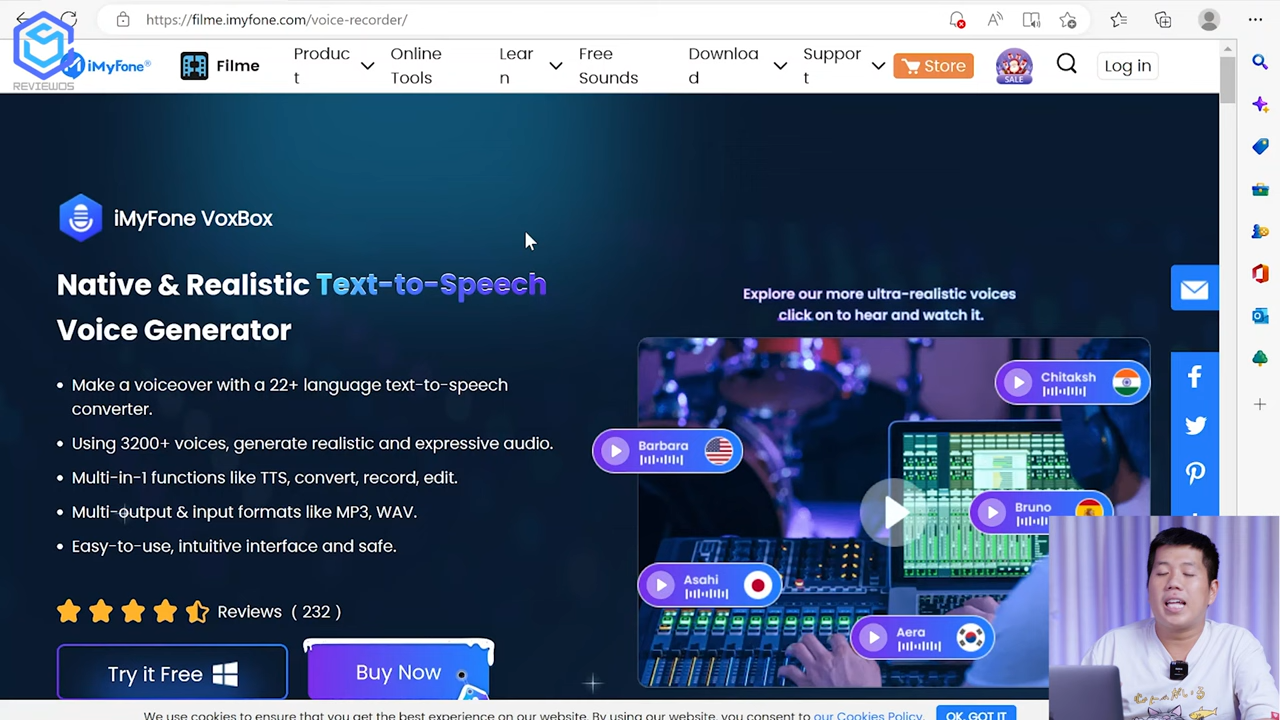 https://filme.imyfone.com/voice-recorder/
REVIEWOS
iMyFone®
Filme
Produc
t
Online
Tools
Lear
n
Free
Sounds
Downloa
d
Suppor
t
Store
SALE
Log in
iMyFone VoxBox
Native & Realistic Text-to-Speech
Voice Generator
• Make a voiceover with a 22+ language text-to-speech
converter.
• Using 3200+ voices, generate realistic and expressive audio.
• Multi-in-1 functions like TTS, convert, record, edit.
• Multi-output & input formats like MP3, WAV.
• Easy-to-use, intuitive interface and safe.
Reviews ( 232 )
Try it Free
Buy Now
Explore our more ultra-realistic voices
click on to hear and watch it.
Chitaksh
Barbara
Bruno
Asahi
Aera
We use cookies to ensure that you get the best experience on our website. By using our website, you consent to our Cookies Policy.
OK, GOT IT